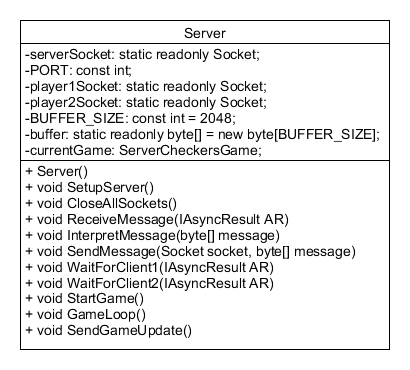 Server
-serverSocket: static readonly Socket;
-PORT: const int;
-player1Socket: static readonly Socket;
-player2Socket: static readonly Socket;
-BUFFER_SIZE: const int = 2048;
-buffer: static readonly byte[] = new byte[BUFFER_SIZE];
-currentGame: ServerCheckersGame;
+ Server()
+ void SetupServer()
+ void CloseAllSockets()
+ void ReceiveMessage(IAsyncResult AR)
+ void InterpretMessage(byte[] message)
+ void SendMessage(Socket socket, byte[] message)
+ void WaitForClient1(IAsyncResult AR)
+ void WaitForClient2(IAsyncResult AR)
+ void StartGame()
+ void GameLoop()
+ void SendGameUpdate()